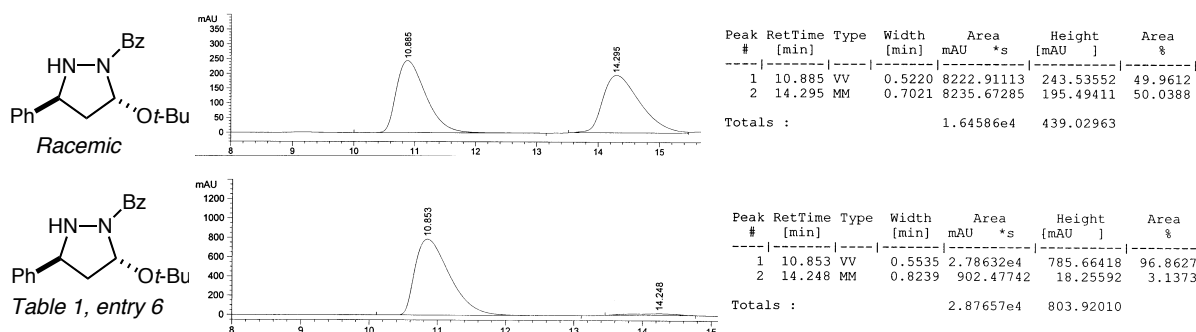 Bz
HN N
Ph
Ot-Bu
Racemic
mAU
350
300
250
200
150
100
50
0
10.885
14.295
8 9 10 11 12 13 14 15
Peak RetTime Type Width Area Height Area
# [min] [min] mAU *s [mAU ] %
----|-------|----|-------|----------|----------|--------|
1 10.885 VV 0.5220 8222.91113 243.53552 49.9612
2 14.295 MM 0.7021 8235.67285 195.49411 50.0388
Totals : 1.64586e4 439.02963
Bz
HN N
Ph
Ot-Bu
Table 1, entry 6
mAU
1200
1000
800
600
400
200
0
10.853
14.248
8 9 10 11 12 13 14 15
Peak RetTime Type Width Area Height Area
# [min] [min] mAU *s [mAU ] %
----|-------|----|-------|----------|----------|--------|
1 10.853 VV 0.5535 2.78632e4 785.66418 96.8627
2 14.248 MM 0.8239 902.47742 18.25592 3.1373
Totals : 2.87657e4 803.92010